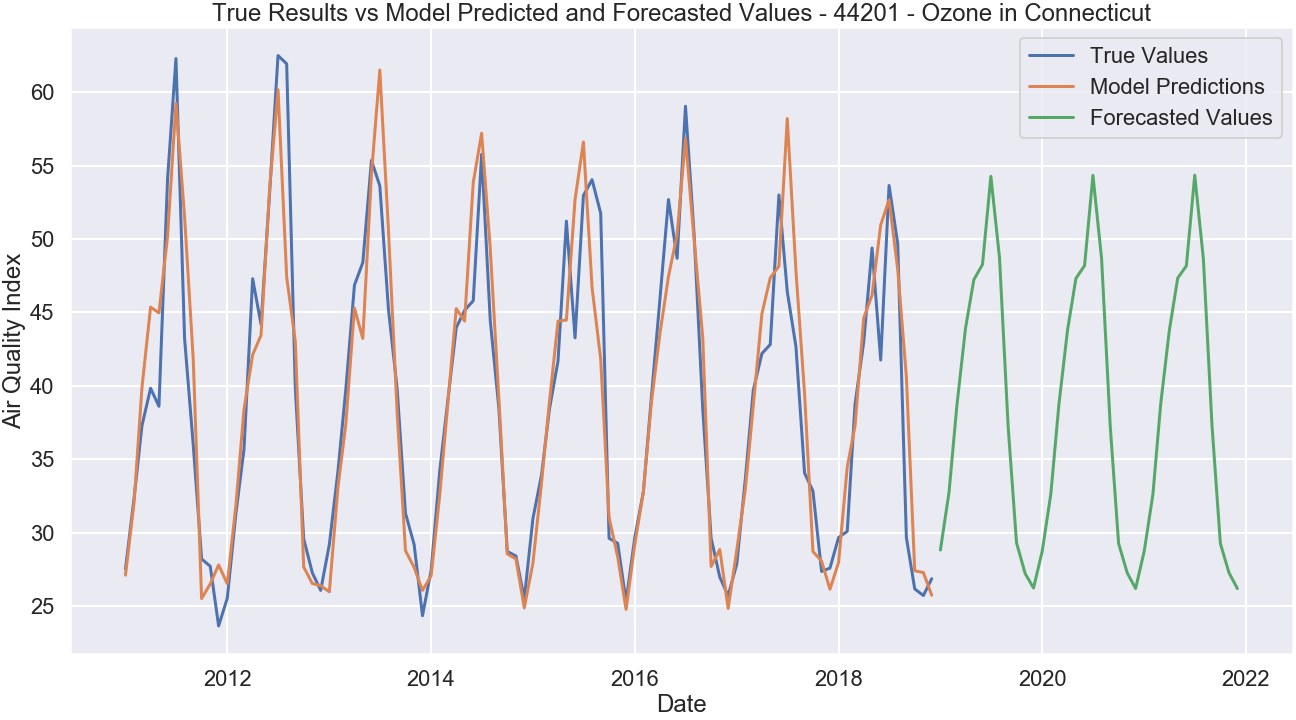 True Results vs Model Predicted and Forecasted Values - 44201 - Ozone in Connecticut
True Values
Model Predictions
Forecasted Values
Air Quality Index
60
55
50
45
40
35
30
25
2012 2014 2016 2018 2020 2022
Date